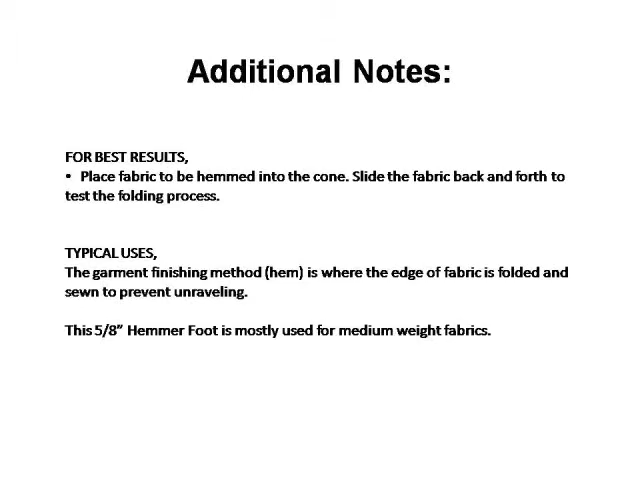 Additional Notes:
FOR BEST RESULTS,
• Place fabric to be hemmed into the cone. Slide the fabric back and forth to
test the folding process.
TYPICAL USES,
The garment finishing method (hem) is where the edge of fabric is folded and
sewn to prevent unraveling.
This 5/8” Hemmer Foot is mostly used for medium weight fabrics.